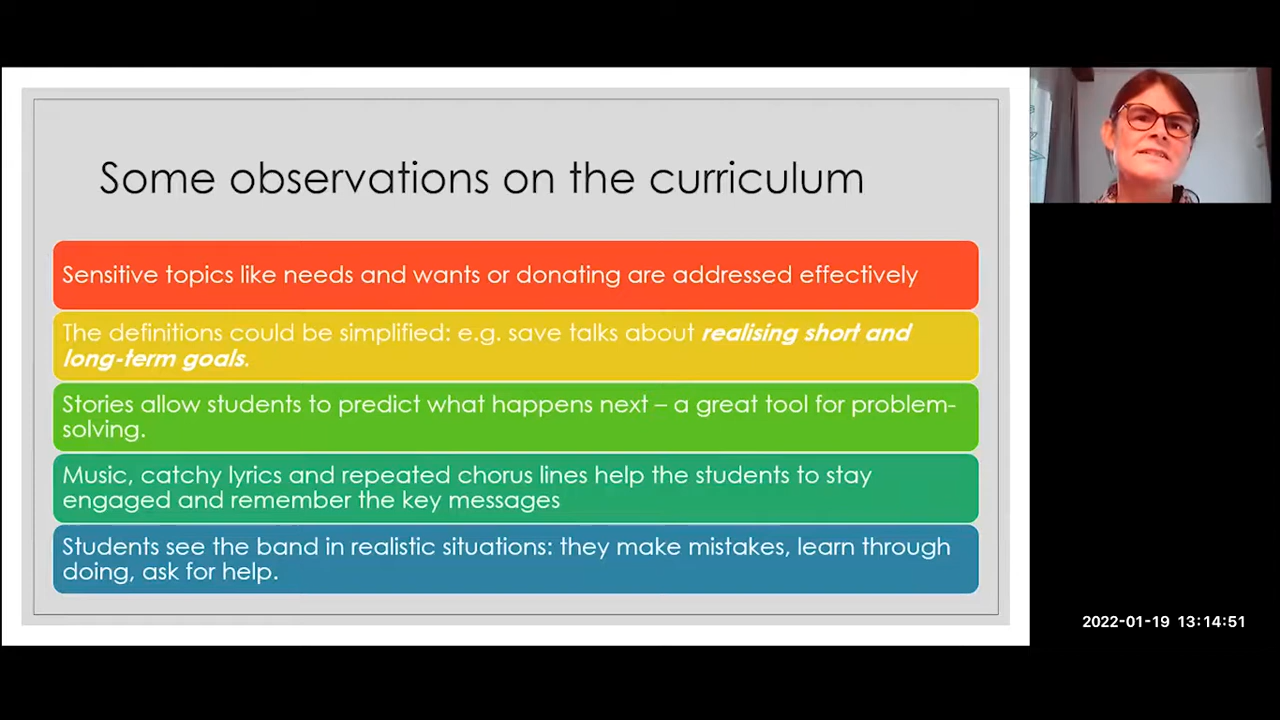 Some observations on the curriculum
Sensitive topics like needs and wants or donating are addressed effectively
The definitions could be simplified: e.g. save talks about realising short and
long-term goals.
Stories allow students to predict what happens next – a great tool for problem-
solving.
Music, catchy lyrics and repeated chorus lines help the students to stay
engaged and remember the key messages
Students see the band in realistic situations: they make mistakes, learn through
doing, ask for help.
2022-01-19 13:14:51